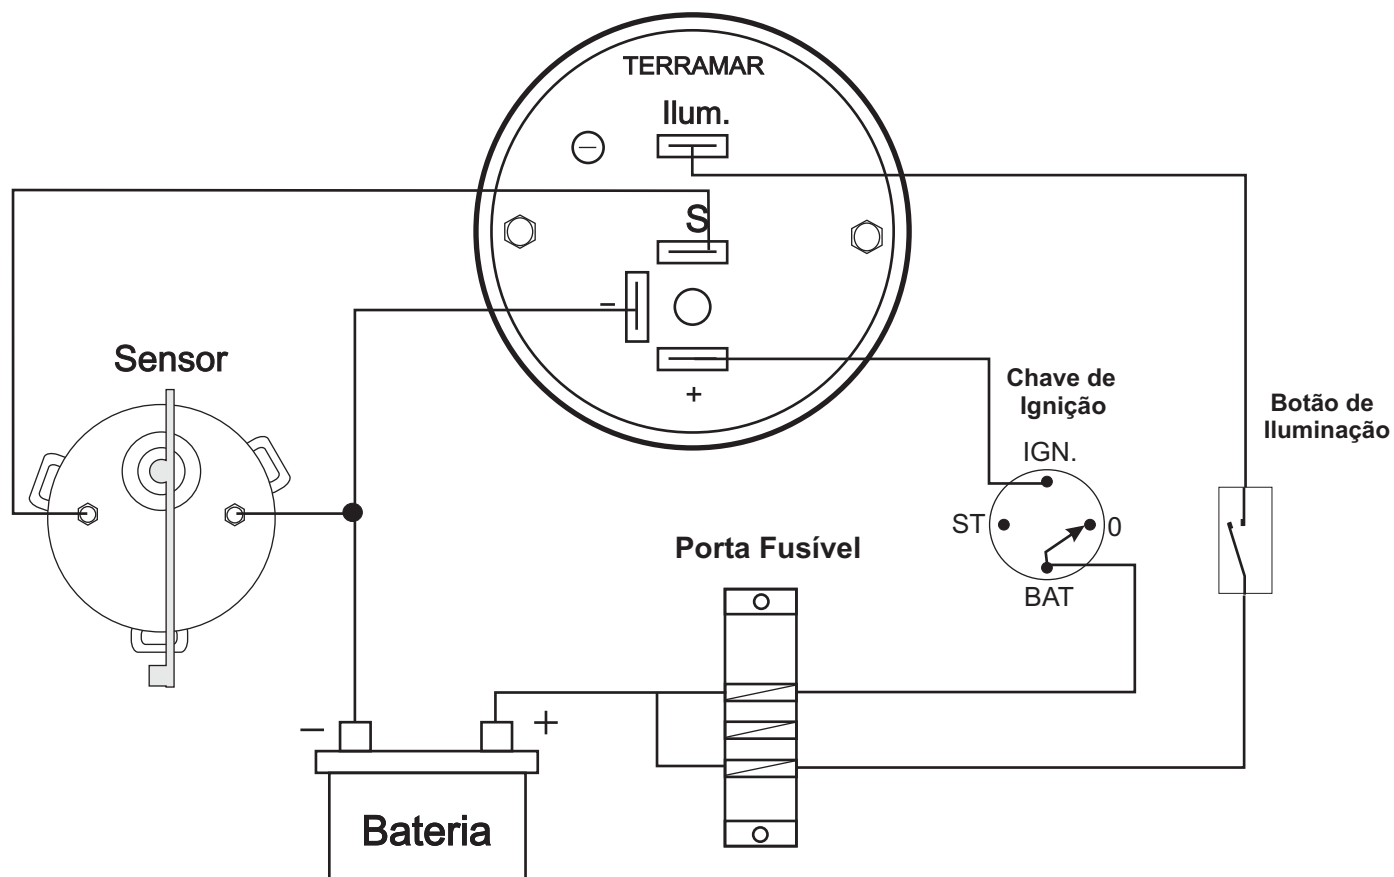 TERRAMAR
Ilum.
−
S
−
+
Sensor
Chave de
Ignição
IGN.
ST
0
BAT
Botão de
Iluminação
Porta Fusível
−
+
Bateria